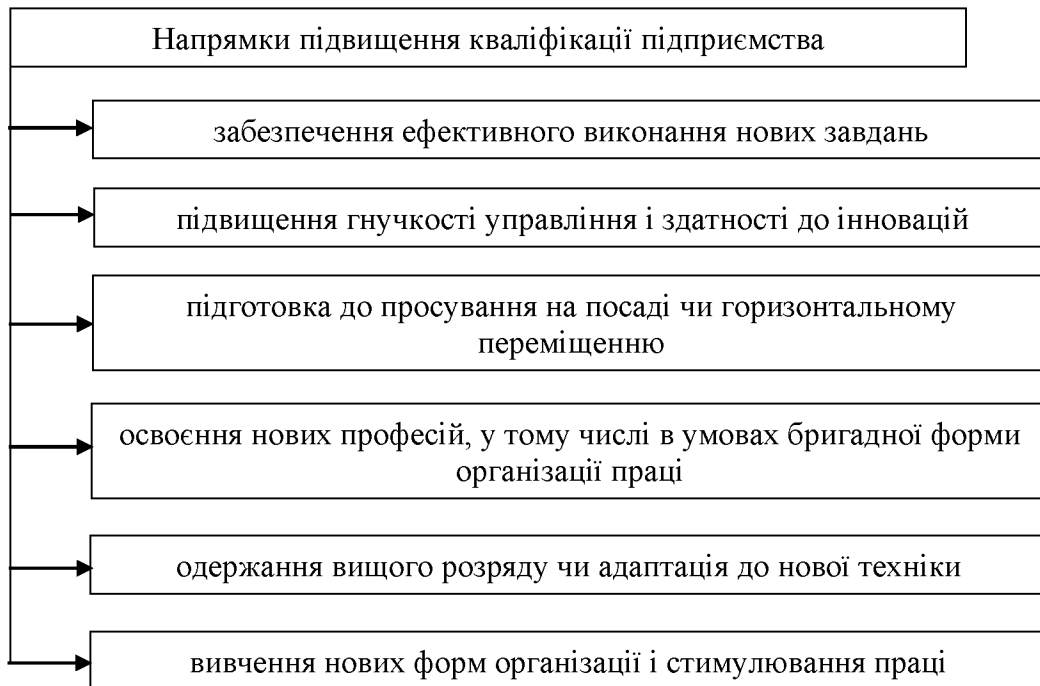 Напрямки підвищення кваліфікації підприємства
забезпечення ефективного виконання нових завдань
підвищення гнучкості управління і здатності до інновацій
підготовка до просування на посаді чи горизонтальному
переміщенню
освоєння нових професій, у тому числі в умовах бригадної форми
організації праці
одержання вищого розряду чи адаптація до нової техніки
вивчення нових форм організації і стимулювання праці